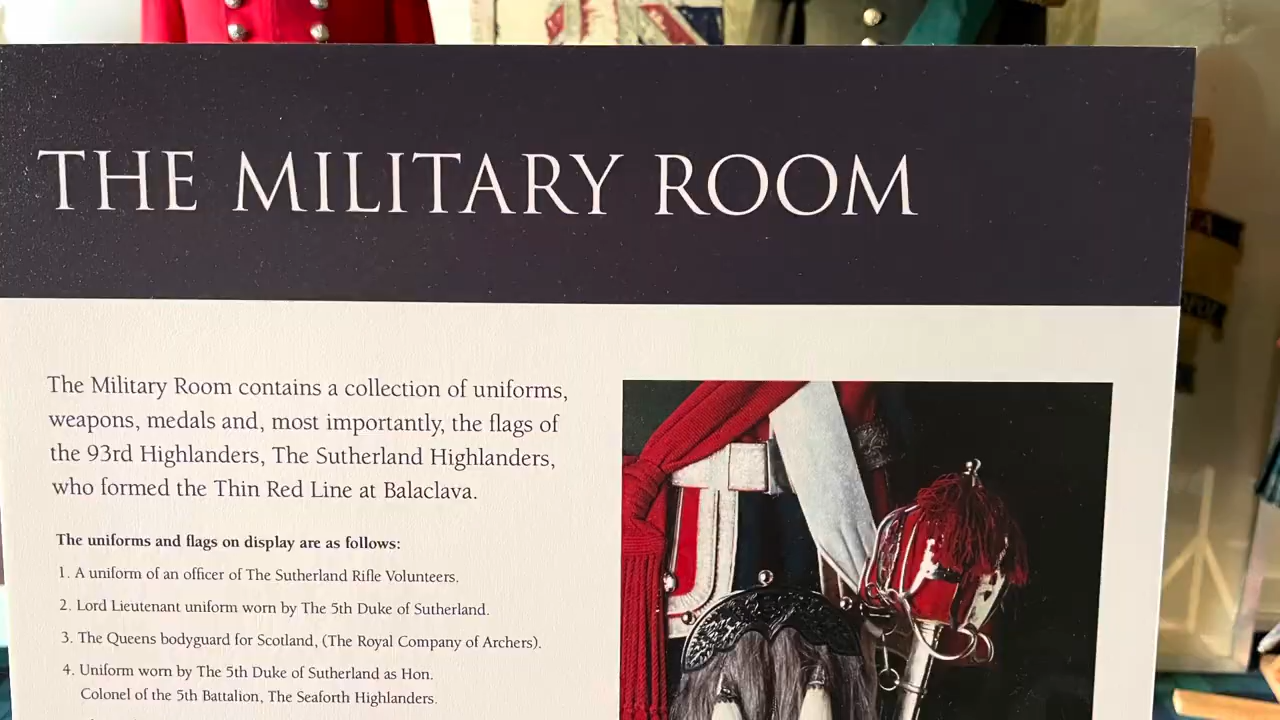 THE MILITARY ROOM
The Military Room contains a collection of uniforms,
weapons, medals and, most importantly, the flags of
the 93rd Highlanders, The Sutherland Highlanders,
who formed the Thin Red Line at Balaclava.
The uniforms and flags on display are as follows:
1. A uniform of an officer of The Sutherland Rifle Volunteers.
2. Lord Lieutenant uniform worn by The 5th Duke of Sutherland.
3. The Queens bodyguard for Scotland, (The Royal Company of Archers).
4. Uniform worn by The 5th Duke of Sutherland as Hon.
Colonel of the 5th Battalion, The Seaforth Highlanders.